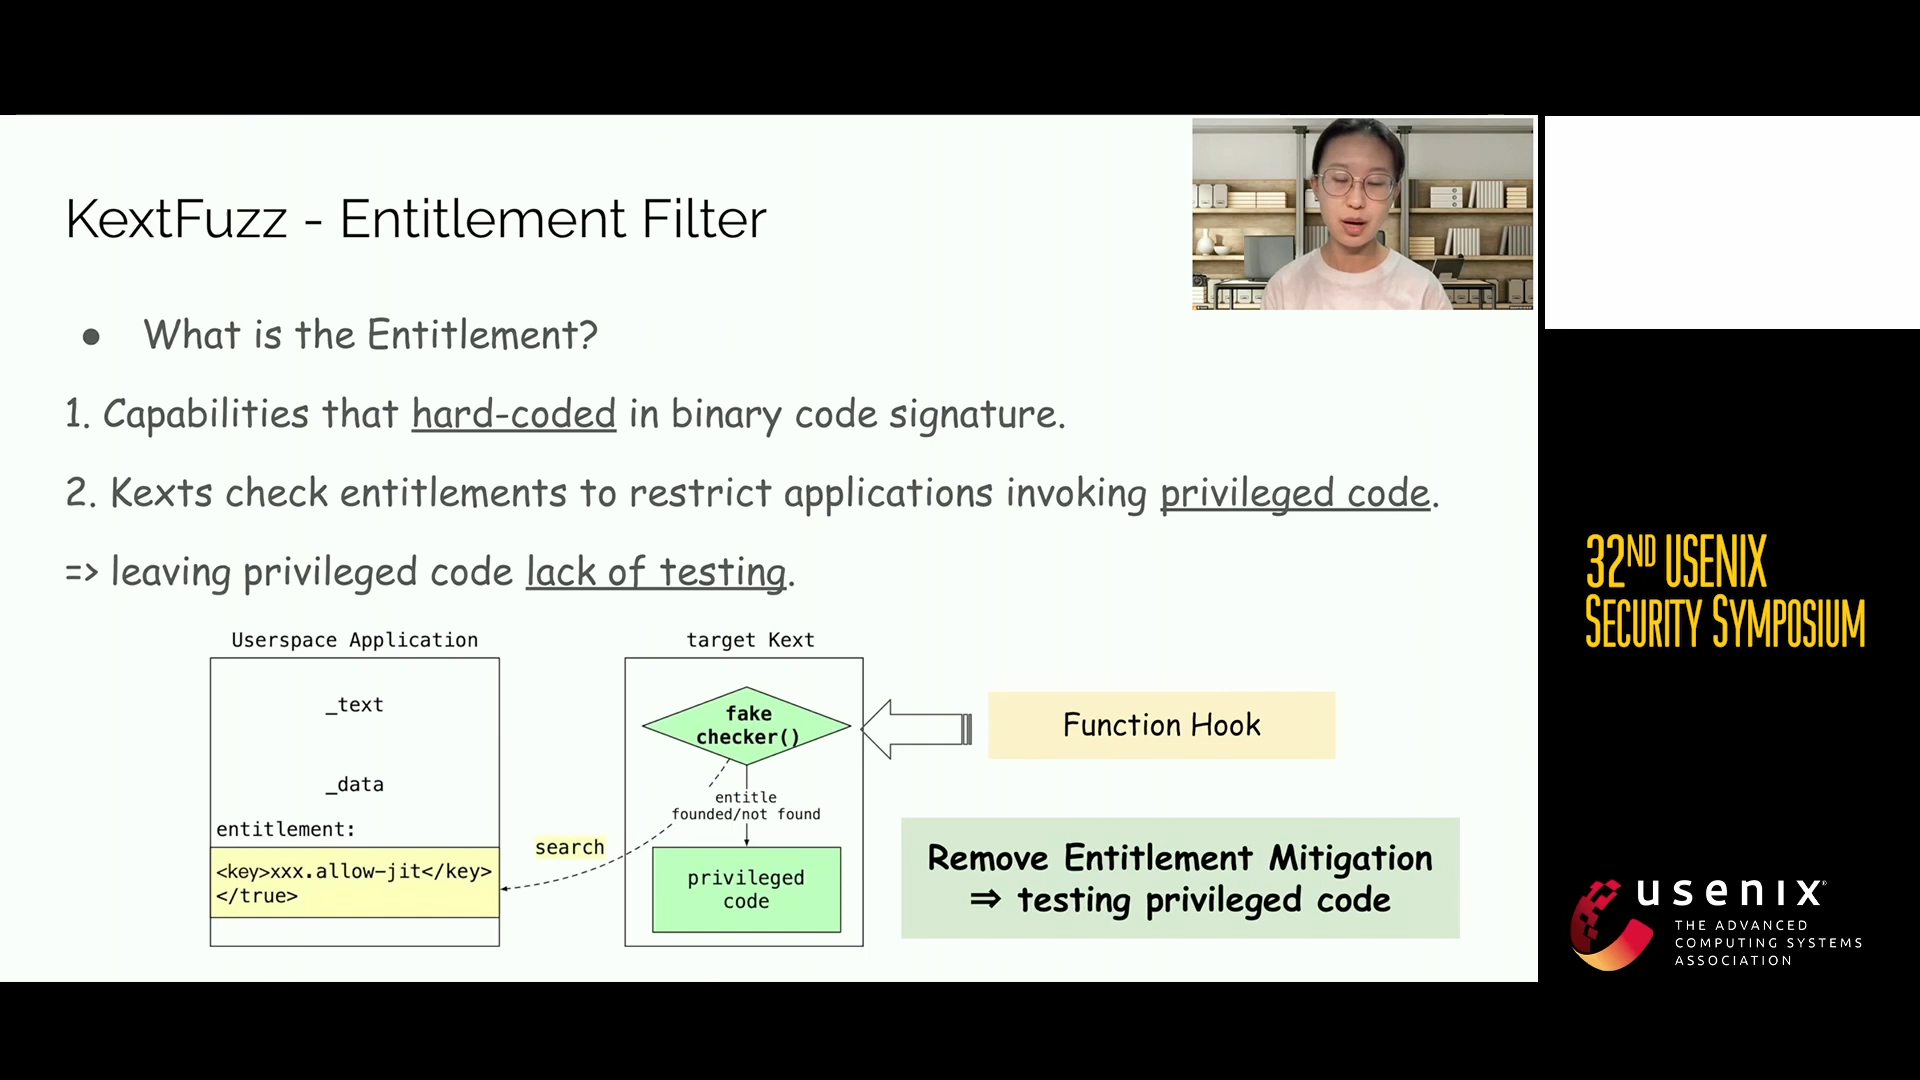 KextFuzz - Entitlement Filter
● What is the Entitlement?
1. Capabilities that hard-coded in binary code signature.
2. Kexts check entitlements to restrict applications invoking privileged code.
=> leaving privileged code lack of testing.
Userspace Application
_text
_data
entitlement:
<key>xxx.allow-jit</key>
</true>
search
target Kext
fake
checker()
entitle
founded/not found
privileged
code
Function Hook
Remove Entitlement Mitigation
⇒ testing privileged code
32ND USENIX
SECURITY SYMPOSIUM
usenix
THE ADVANCED
COMPUTING SYSTEMS
ASSOCIATION